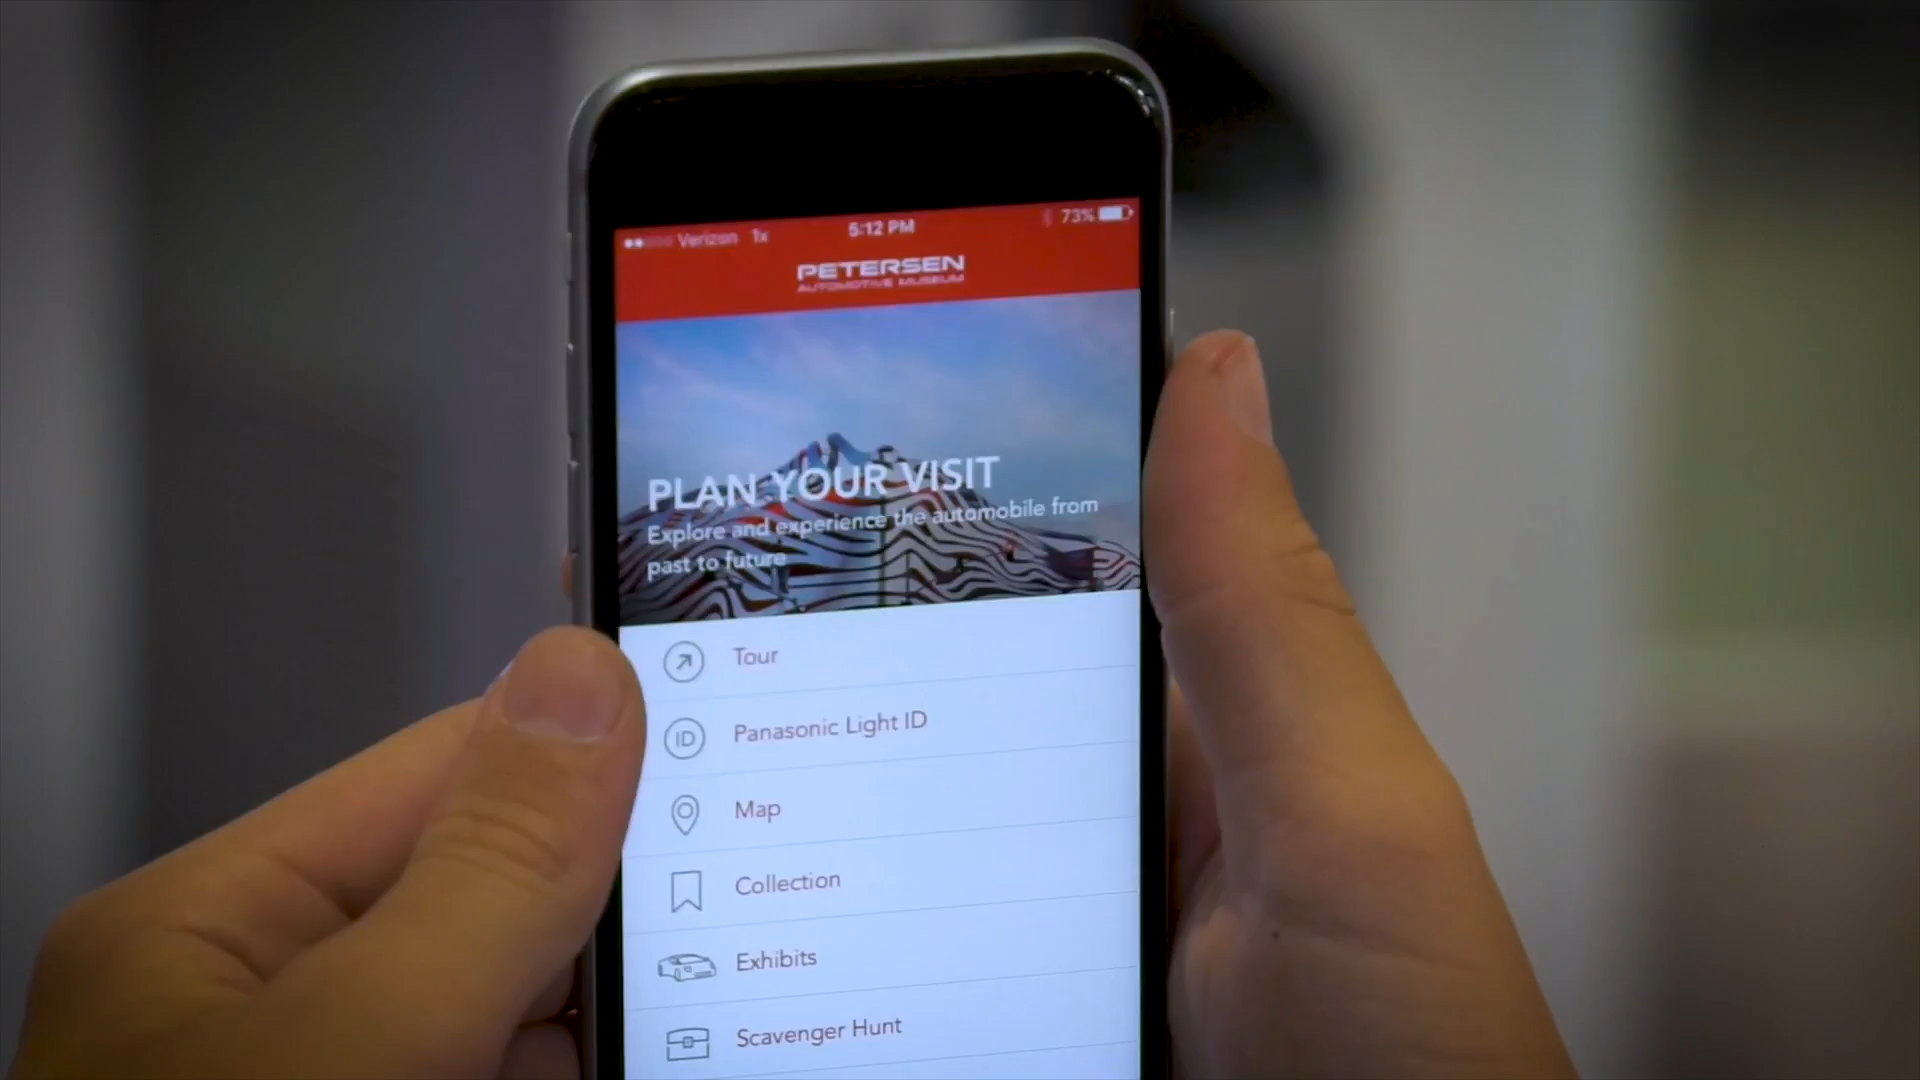 Verizon 1x 5:12 PM 73%
PETERSEN
AUTOMOTIVE MUSEUM
PLAN YOUR VISIT
Explore and experience the automobile from
past to future
Tour
ID Panasonic Light ID
Map
Collection
Exhibits
Scavenger Hunt